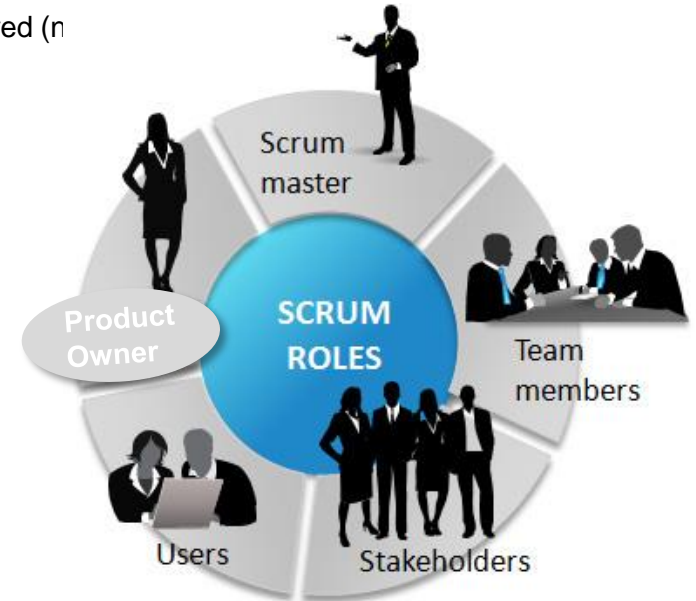 ed (n
Scrum
master
SCRUM
ROLES
Product
Owner
Team
members
Users
Stakeholders